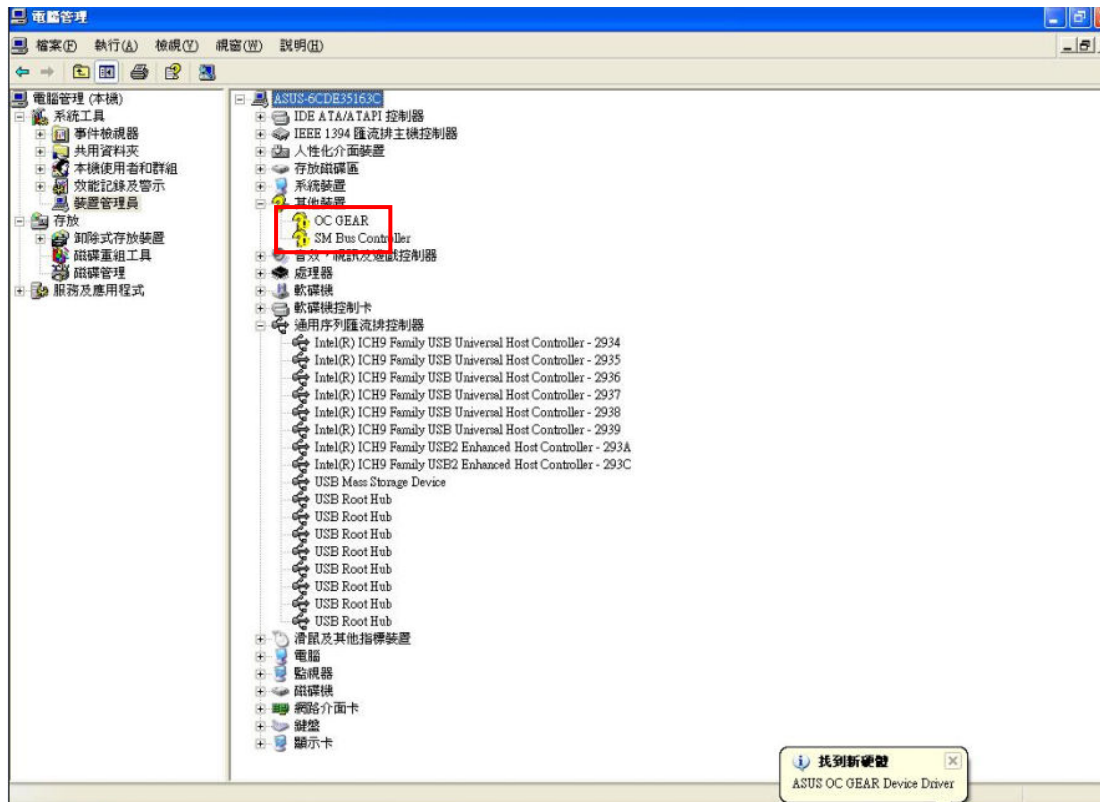 電腦管理
檔案(F) 執行(A) 檢視(V) 視窗(W) 說明(H)
電腦管理 (本機)
系統工具
事件檢視器
共用資料夾
本機使用者和群組
效能記錄及警示
裝置管理員
存放
卸除式存放裝置
磁碟重組工具
磁碟管理
服務及應用程式
ASUS-6CDE35163C
IDE ATA/ATAPI 控制器
IEEE 1394 匯流排主機控制器
人性化介面裝置
存放磁碟區
系統裝置
其他裝置
OC GEAR
SM Bus Controller
音效，視訊及遊戲控制器
處理器
軟碟機
軟碟機控制卡
通用序列匯流排控制器
Intel(R) ICH9 Family USB Universal Host Controller - 2934
Intel(R) ICH9 Family USB Universal Host Controller - 2935
Intel(R) ICH9 Family USB Universal Host Controller - 2936
Intel(R) ICH9 Family USB Universal Host Controller - 2937
Intel(R) ICH9 Family USB Universal Host Controller - 2938
Intel(R) ICH9 Family USB Universal Host Controller - 2939
Intel(R) ICH9 Family USB2 Enhanced Host Controller - 293A
Intel(R) ICH9 Family USB2 Enhanced Host Controller - 293C
USB Mass Storage Device
USB Root Hub
USB Root Hub
USB Root Hub
USB Root Hub
USB Root Hub
USB Root Hub
USB Root Hub
USB Root Hub
滑鼠及其他指標裝置
電腦
監視器
磁碟機
網路介面卡
鍵盤
顯示卡
找到新硬體
ASUS OC GEAR Device Driver